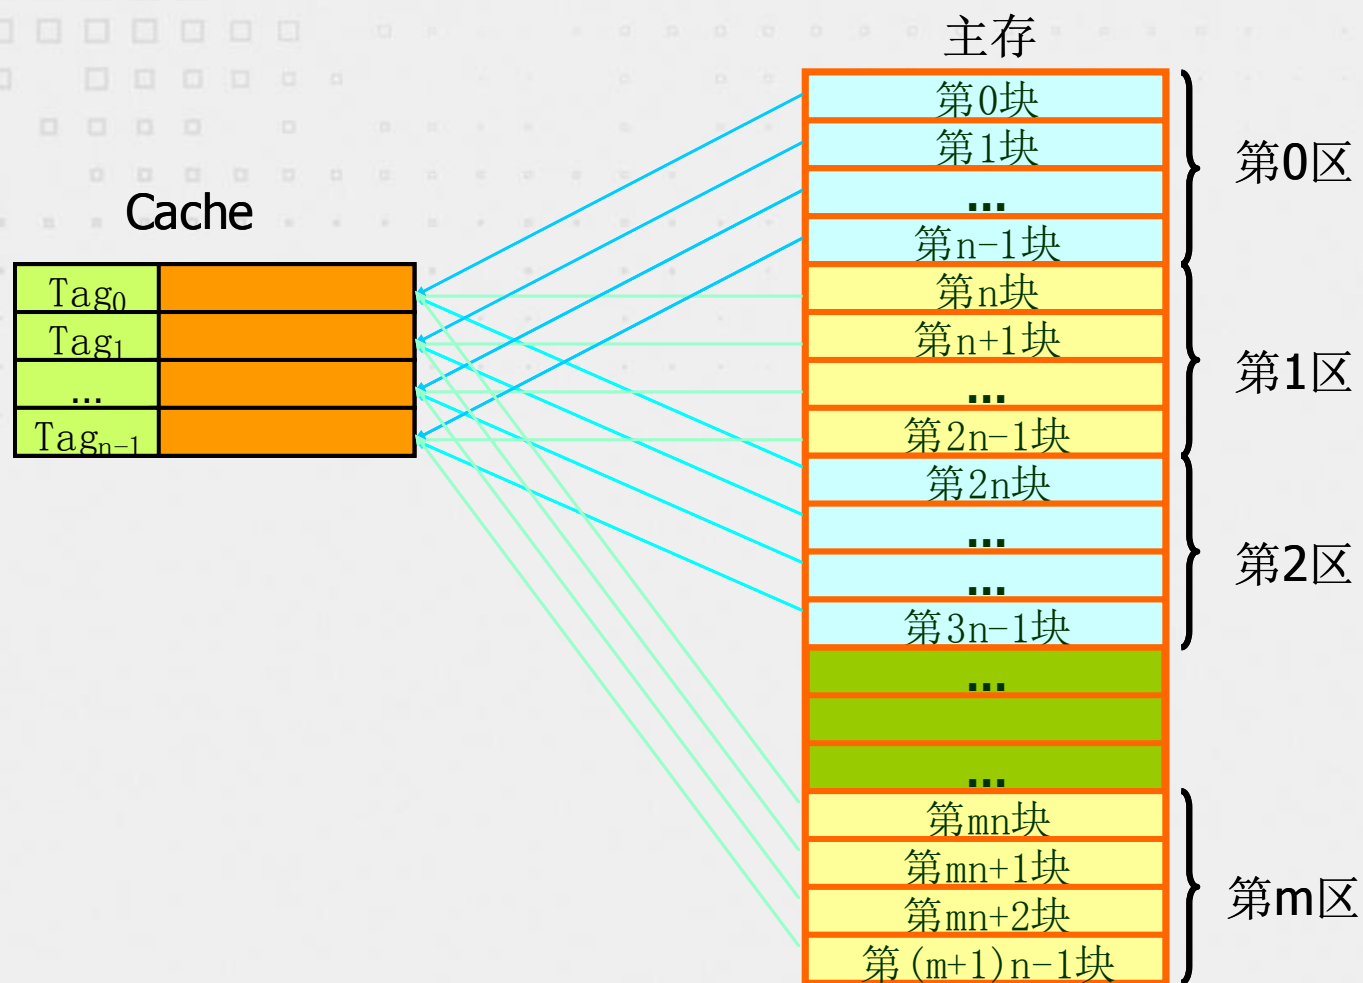 主存
第0块
第1块
...
第n-1块
第n块
第n+1块
...
第2n-1块
第2n块
...
...
第3n-1块
...
...
第mn块
第mn+1块
第mn+2块
第(m+1)n-1块
第0区
第1区
第2区
第m区
Cache
Tag0
Tag1
...
Tagn-1